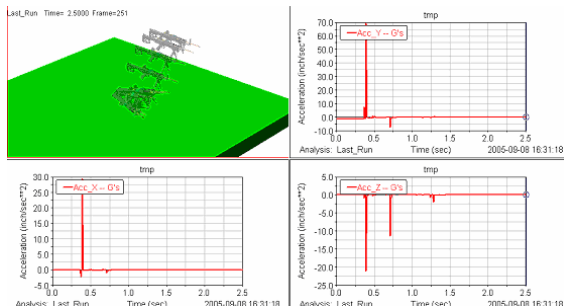 Last_Run Time= 2.5000 Frame=251
tmp
Acc_Y -- G's
Acceleration (inch/sec**2)
70.0
60.0
50.0
40.0
30.0
20.0
10.0
0.0
-10.0
0.0 0.5 1.0 1.5 2.0 2.5
Analysis: Last_Run Time (sec) 2005-09-08 16:31:18
tmp
Acc_X -- G's
Acceleration (inch/sec**2)
30.0
25.0
20.0
15.0
10.0
5.0
0.0
-5.0
0.0 0.5 1.0 1.5 2.0 2.5
Analysis: Last_Run Time (sec) 2005-09-08 16:31:18
tmp
Acc_Z -- G's
Acceleration (inch/sec**2)
5.0
0.0
-5.0
-10.0
-15.0
-20.0
-25.0
0.0 0.5 1.0 1.5 2.0 2.5
Analysis: Last_Run Time (sec) 2005-09-08 16:31:18